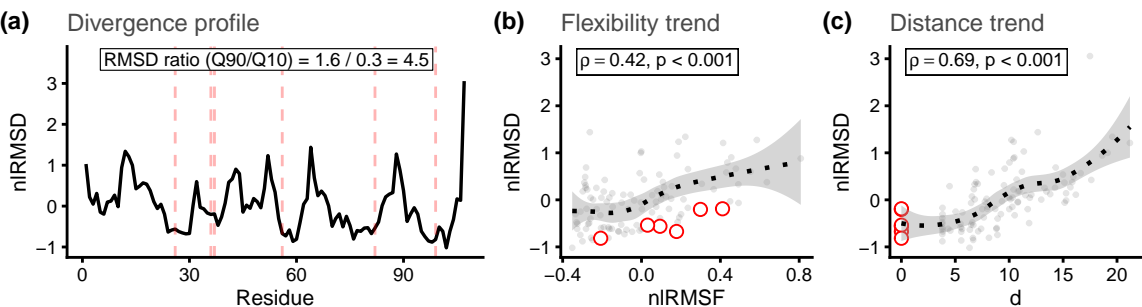 (a) Divergence profile
RMSD ratio (Q90/Q10) = 1.6 / 0.3 = 4.5
nlRMSD
3
2
1
0
−1
0 30 60 90
Residue
(b) Flexibility trend
ρ = 0.42, p < 0.001
nlRMSD
3
2
1
0
−1
−0.4 0.0 0.4 0.8
nlRMSF
(c) Distance trend
ρ = 0.69, p < 0.001
nlRMSD
3
2
1
0
−1
0 5 10 15 20
d